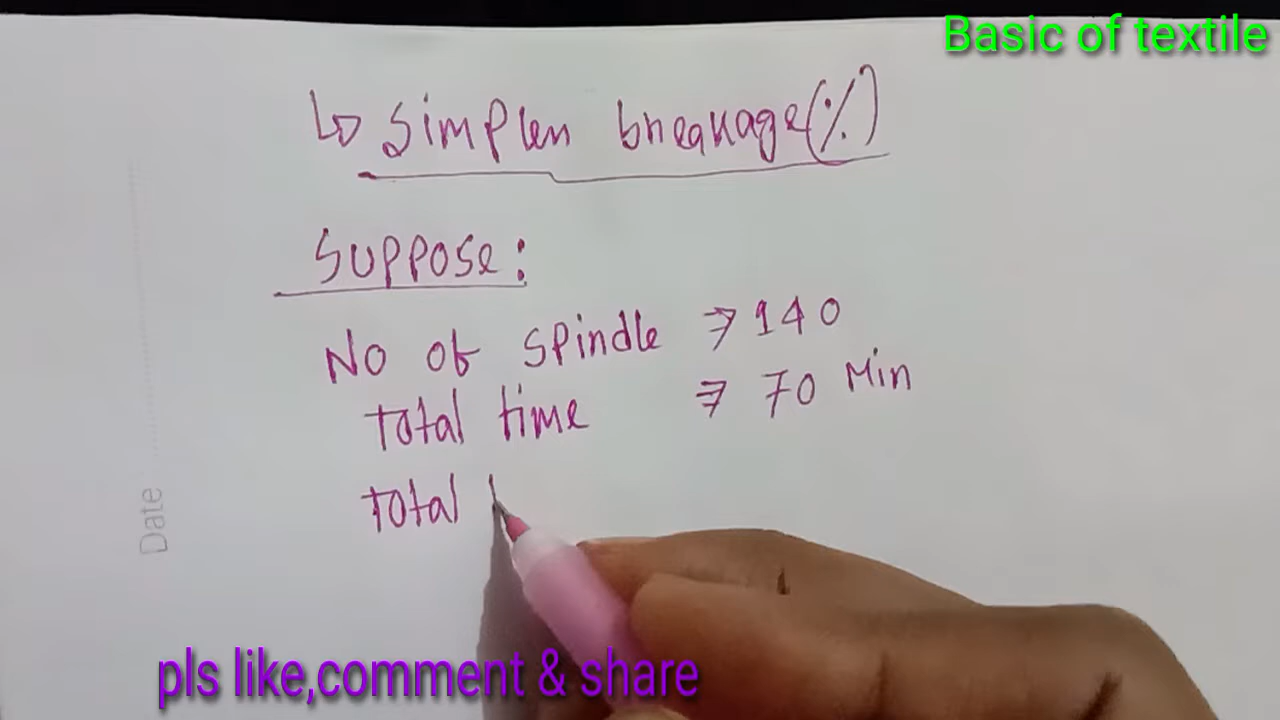 Basic of textile
↳ Simplex breakage(%)
Suppose:
No of spindle ⇒ 140
Total time ⇒ 70 Min
Total
Date
pls like,comment & share